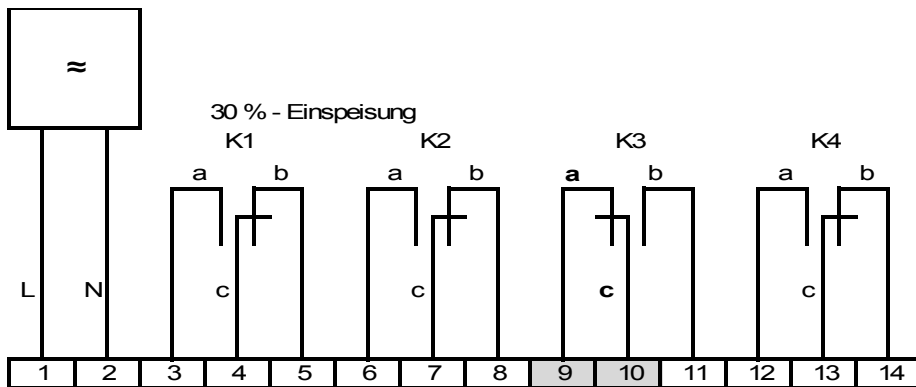 ≈
30 % - Einspeisung
K1 K2 K3 K4
a b a b a b a b
L N c c c c
1 2 3 4 5 6 7 8 9 10 11 12 13 14